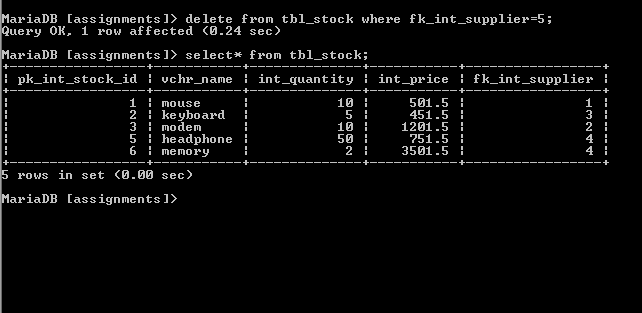 MariaDB [assignments]> delete from tbl_stock where fk_int_supplier=5;
Query OK, 1 row affected (0.24 sec)
MariaDB [assignments]> select* from tbl_stock;
+----------------+-----------+--------------+-----------+-----------------+
| pk_int_stock_id | vchr_name | int_quantity | int_price | fk_int_supplier |
+----------------+-----------+--------------+-----------+-----------------+
| 1 | mouse | 10 | 501.5 | 1 |
| 2 | keyboard | 5 | 451.5 | 3 |
| 3 | modem | 10 | 1201.5 | 2 |
| 5 | headphone | 50 | 751.5 | 4 |
| 6 | memory | 2 | 3501.5 | 4 |
+----------------+-----------+--------------+-----------+-----------------+
5 rows in set (0.00 sec)
MariaDB [assignments]>